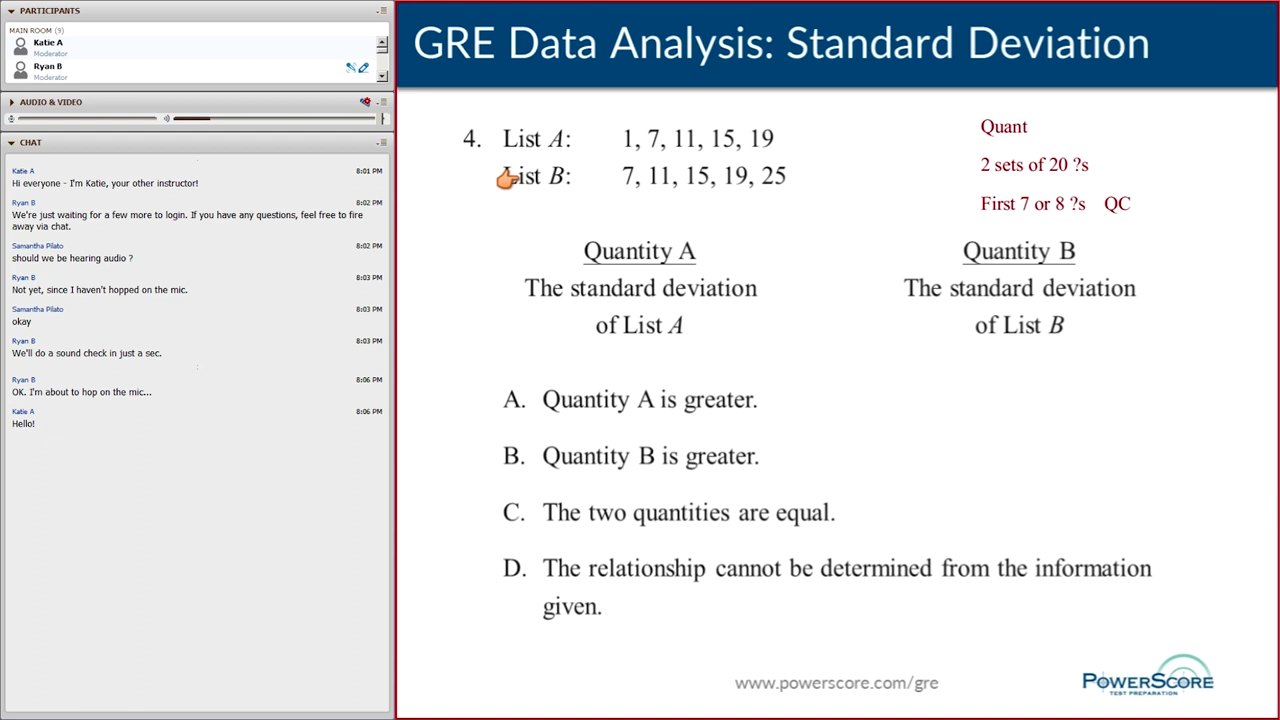 PARTICIPANTS
MAIN ROOM (9)
Katie A
Moderator
Ryan B
Moderator
AUDIO & VIDEO
CHAT
Katie A 8:01 PM
Hi everyone - I'm Katie, your other instructor!
Ryan B 8:02 PM
We're just waiting for a few more to login. If you have any questions, feel free to fire
away via chat.
Samantha Pilato 8:02 PM
should we be hearing audio ?
Ryan B 8:03 PM
Not yet, since I haven't hopped on the mic.
Samantha Pilato 8:03 PM
okay
Ryan B 8:03 PM
We'll do a sound check in just a sec.
Ryan B 8:06 PM
OK. I'm about to hop on the mic...
Katie A 8:06 PM
Hello!
GRE Data Analysis: Standard Deviation
4. List A: 1, 7, 11, 15, 19
List B: 7, 11, 15, 19, 25
Quant
2 sets of 20 ?s
First 7 or 8 ?s QC
Quantity A
The standard deviation
of List A
Quantity B
The standard deviation
of List B
A. Quantity A is greater.
B. Quantity B is greater.
C. The two quantities are equal.
D. The relationship cannot be determined from the information
given.
www.powerscore.com/gre
POWERSCORE
TEST PREPARATION